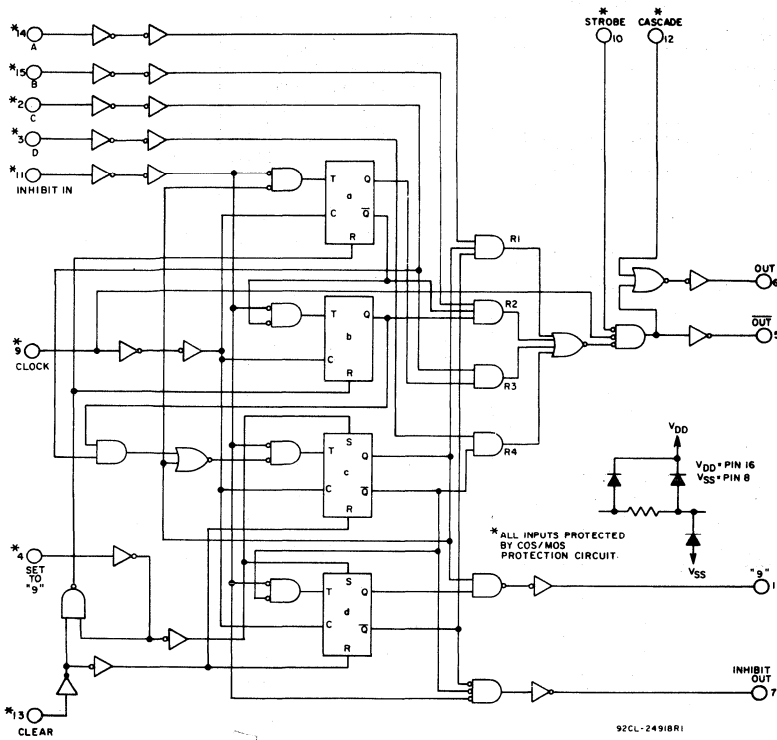 * STROBE 10
* CASCADE 12
*14 A
*15 B
*2 C
*3 D
*11 INHIBIT IN
T Q
a
C Q̅
R
R1
T
b
C
R
R2
R3
R4
OUT 6
OUT 5
*9 CLOCK
S
T Q
c
C Q̅
R
VDD
VDD = PIN 16
VSS = PIN 8
VSS
* ALL INPUTS PROTECTED
BY COS/MOS
PROTECTION CIRCUIT.
*4 SET TO "9"
S
T Q
d
C Q̅
R
"9" 1
INHIBIT OUT 7
*13 CLEAR
92CL-24918R1